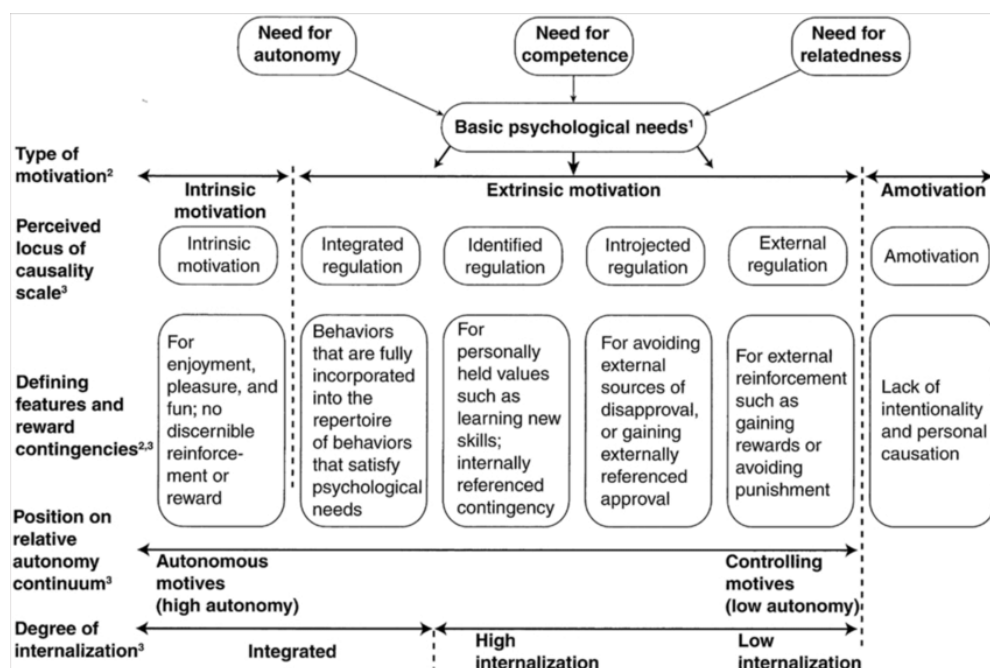 Need for
autonomy
Need for
competence
Need for
relatedness
Basic psychological needs¹
Type of
motivation²
Intrinsic
motivation
Extrinsic motivation
Amotivation
Perceived
locus of
causality
scale³
Intrinsic
motivation
Integrated
regulation
Identified
regulation
Introjected
regulation
External
regulation
Amotivation
Defining
features and
reward
contingencies²,³
For
enjoyment,
pleasure, and
fun; no
discernible
reinforce-
ment or
reward
Behaviors
that are fully
incorporated
into the
repertoire
of behaviors
that satisfy
psychological
needs
For
personally
held values
such as
learning new
skills;
internally
referenced
contingency
For avoiding
external
sources of
disapproval,
or gaining
externally
referenced
approval
For external
reinforcement
such as
gaining
rewards or
avoiding
punishment
Lack of
intentionality
and personal
causation
Position on
relative
autonomy
continuum³
Autonomous
motives
(high autonomy)
Controlling
motives
(low autonomy)
Degree of
internalization³
Integrated
High
internalization
Low
internalization